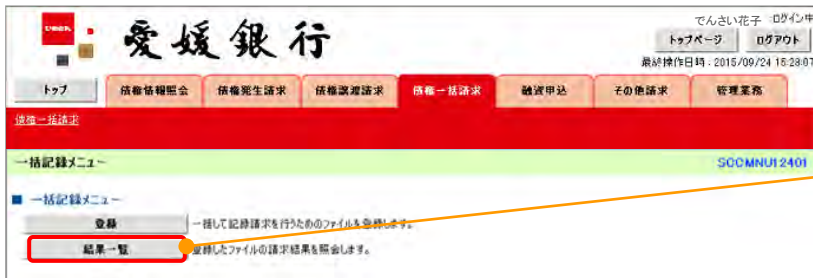 愛媛銀行
でんさい花子 ログイン中
トップページ ログアウト
最終操作日時：2015/09/24 15:28:07
トップ 債権情報照会 債権発生請求 債権譲渡請求 債権一括請求 融資申込 その他請求 管理業務
債権一括請求
一括記録メニュー SCCMNU12401
■ 一括記録メニュー
登録 一括して記録請求を行うためのファイルを登録します。
結果一覧 登録したファイルの請求結果を照会します。